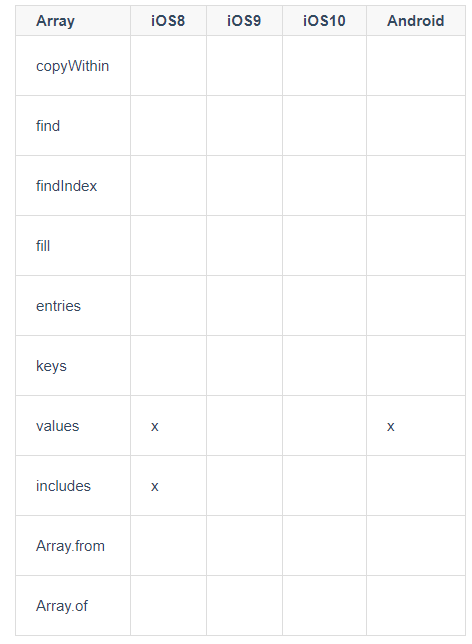 Array iOS8 iOS9 iOS10 Android
copyWithin
find
findIndex
fill
entries
keys
values x x
includes x
Array.from
Array.of